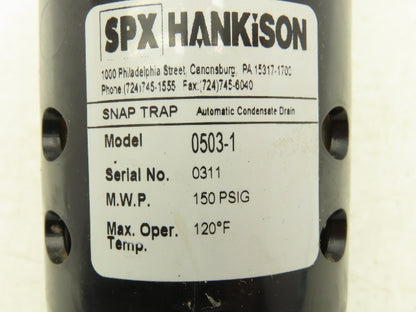 SPX HANKiSON
1000 Philadelphia Street, Canonsburg, PA 15317-1700
Phone (724)745-1555 Fax:(724)745-6040
SNAP TRAP Automatic Condensate Drain
Model 0503-1
Serial No. 0311
M.W.P. 150 PSIG
Max. Oper. 120°F
Temp.